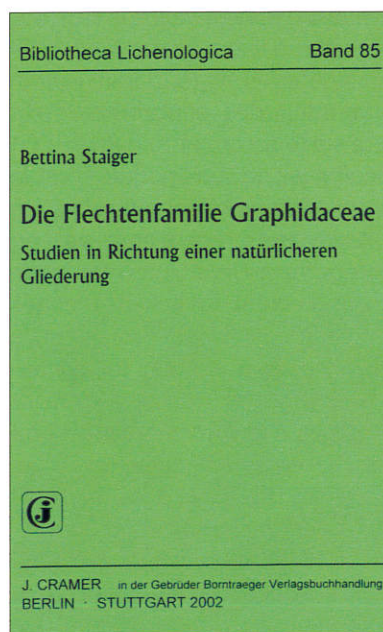 Bibliotheca Lichenologica Band 85
Bettina Staiger
Die Flechtenfamilie Graphidaceae
Studien in Richtung einer natürlicheren
Gliederung
J. CRAMER in der Gebrüder Borntraeger Verlagsbuchhandlung
BERLIN · STUTTGART 2002